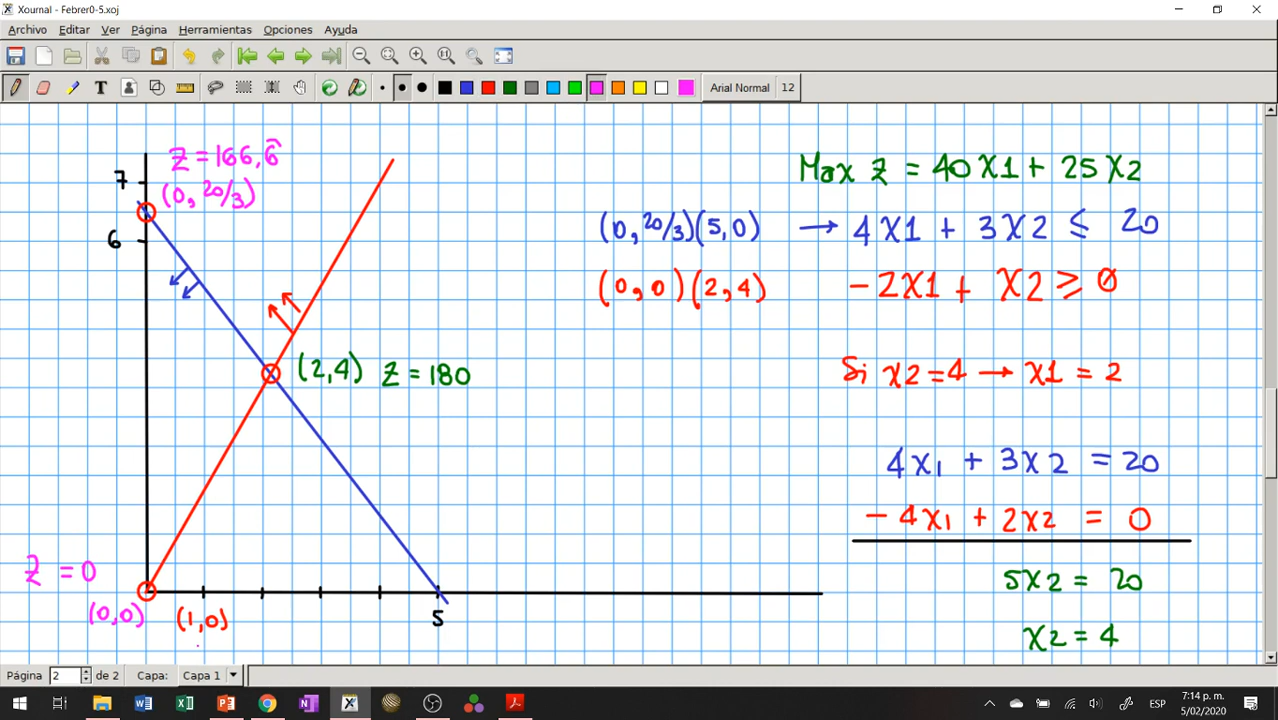 Xournal - Febrer0-5.xoj
Archivo Editar Ver Página Herramientas Opciones Ayuda
T Arial Normal 12
Z = 166,6̂
7
(0, 20/3)
6
(2,4) Z = 180
Z = 0
(0,0) (1,0)
5
Max Z = 40X1 + 25X2
(0, 20/3)(5,0) → 4X1 + 3X2 ≤ 20
(0,0)(2,4) -2X1 + X2 ≥ 0
Si X2=4 → X1 = 2
4X1 + 3X2 = 20
- 4X1 + 2X2 = 0
5X2 = 20
X2 = 4
Página 2 de 2 Capa: Capa 1
ESP
7:14 p. m.
5/02/2020